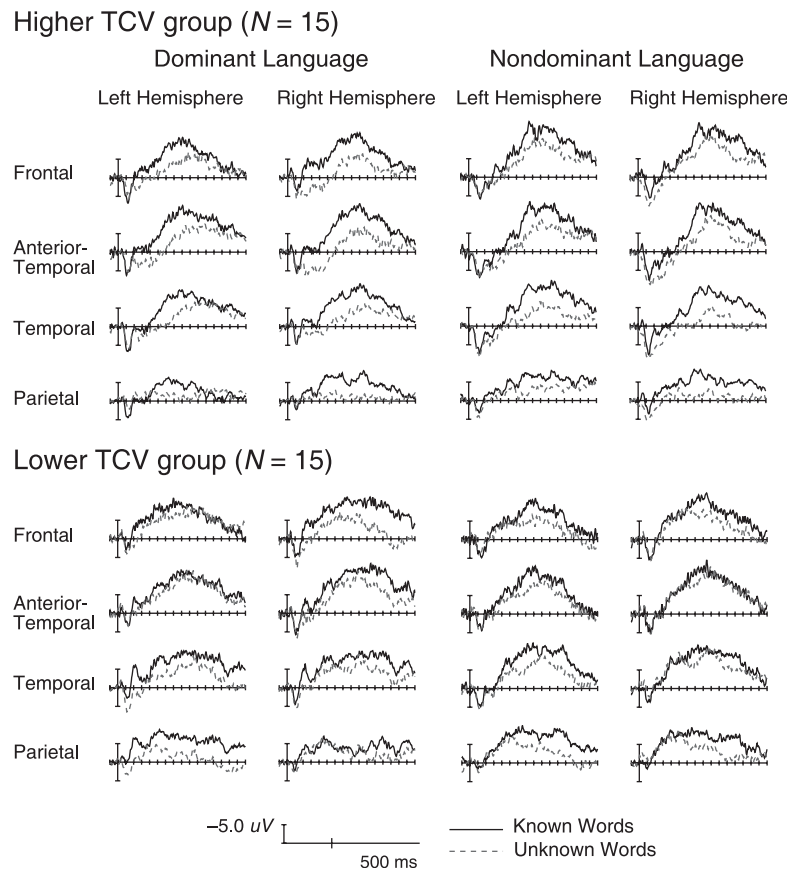 Higher TCV group (N = 15)
Dominant Language Nondominant Language
Left Hemisphere Right Hemisphere Left Hemisphere Right Hemisphere
Frontal
Anterior-
Temporal
Temporal
Parietal
Lower TCV group (N = 15)
Frontal
Anterior-
Temporal
Temporal
Parietal
–5.0 uV
500 ms
Known Words
Unknown Words